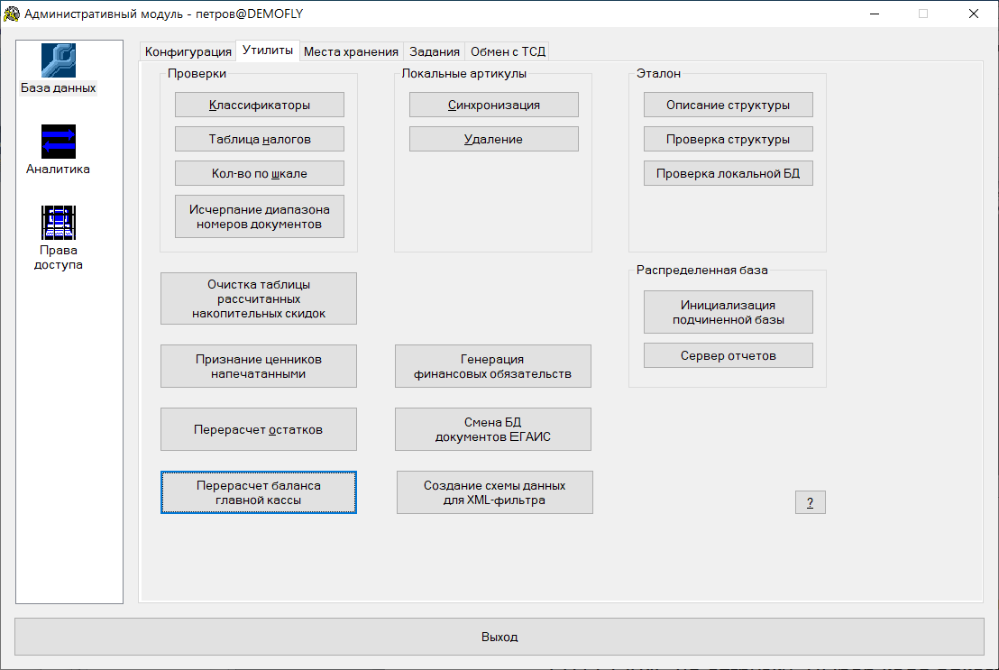 Административный модуль - петров@DEMOFLY
База данных
Аналитика
Права
доступа
Конфигурация
Утилиты
Места хранения
Задания
Обмен с ТСД
Проверки
Классификаторы
Таблица налогов
Кол-во по шкале
Исчерпание диапазона
номеров документов
Локальные артикулы
Синхронизация
Удаление
Эталон
Описание структуры
Проверка структуры
Проверка локальной БД
Очистка таблицы
рассчитанных
накопительных скидок
Распределенная база
Инициализация
подчиненной базы
Сервер отчетов
Признание ценников
напечатанными
Генерация
финансовых обязательств
Перерасчет остатков
Смена БД
документов ЕГАИС
Перерасчет баланса
главной кассы
Создание схемы данных
для XML-фильтра
?
Выход